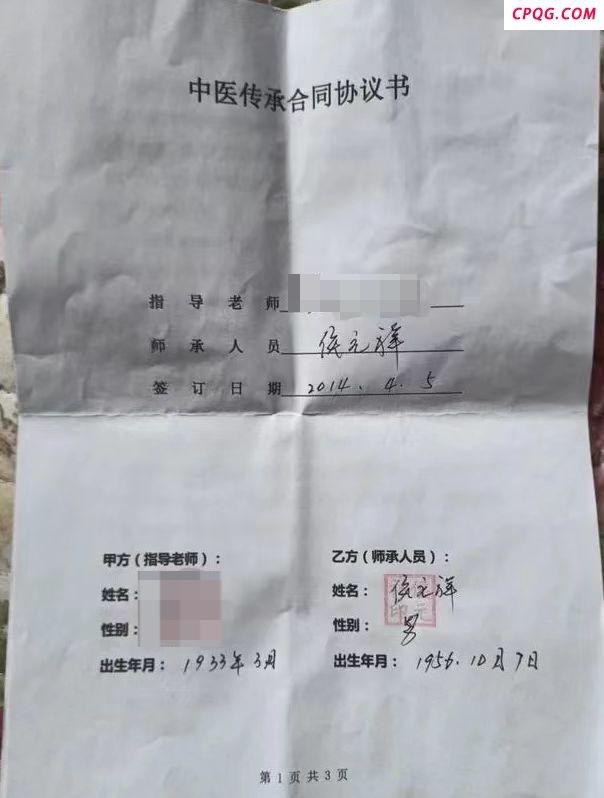 CPQG.COM
中医传承合同协议书
指导老师
师承人员 侯元祥
签订日期 2014.4.5
甲方（指导老师）：
姓名：
性别：
出生年月：1933年3月
乙方（师承人员）：
姓名：侯元祥
性别：男
出生年月：1956.10月7日
第1页共3页